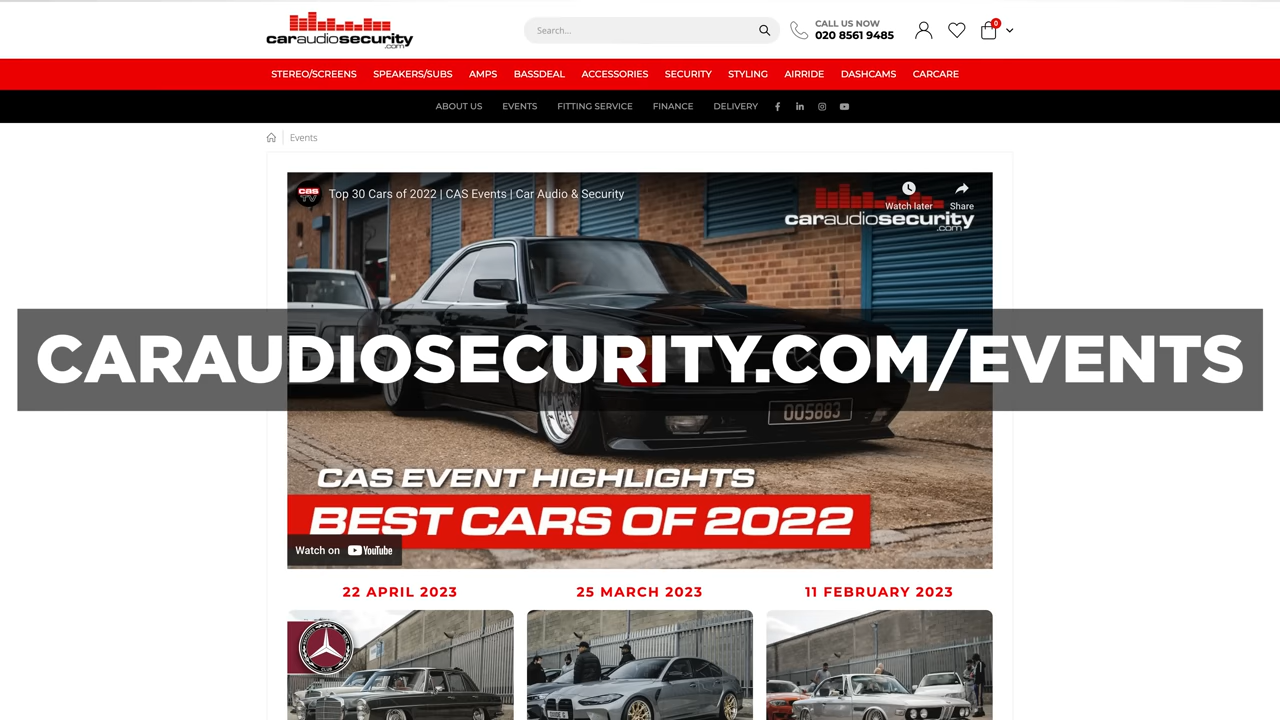 caraudiosecurity
.com
Search...
CALL US NOW
020 8561 9485
0
STEREO/SCREENS SPEAKERS/SUBS AMPS BASSDEAL ACCESSORIES SECURITY STYLING AIRRIDE DASHCAMS CARCARE
ABOUT US EVENTS FITTING SERVICE FINANCE DELIVERY
Events
CAS
TV
Top 30 Cars of 2022 | CAS Events | Car Audio & Security
Watch later
Share
caraudiosecurity
.com
CARAUDIOSECURITY.COM/EVENTS
005883
CAS EVENT HIGHLIGHTS
BEST CARS OF 2022
Watch on YouTube
22 APRIL 2023
25 MARCH 2023
11 FEBRUARY 2023